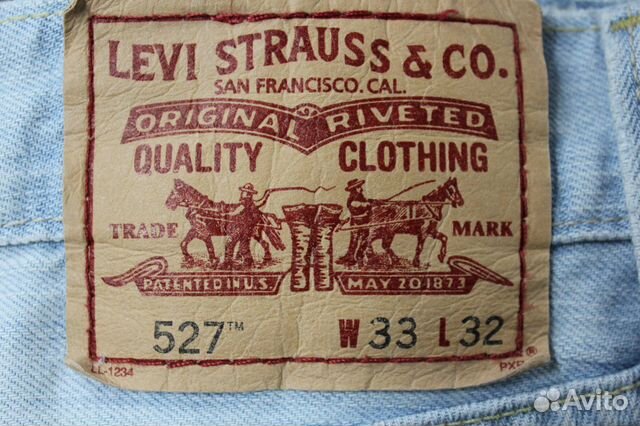 LEVI STRAUSS & CO.
SAN FRANCISCO. CAL.
ORIGINAL RIVETED
QUALITY CLOTHING
TRADE MARK
PATENTED IN U.S. MAY 20 1873
527™ W 33 L 32
LL-1234 ®
Avito